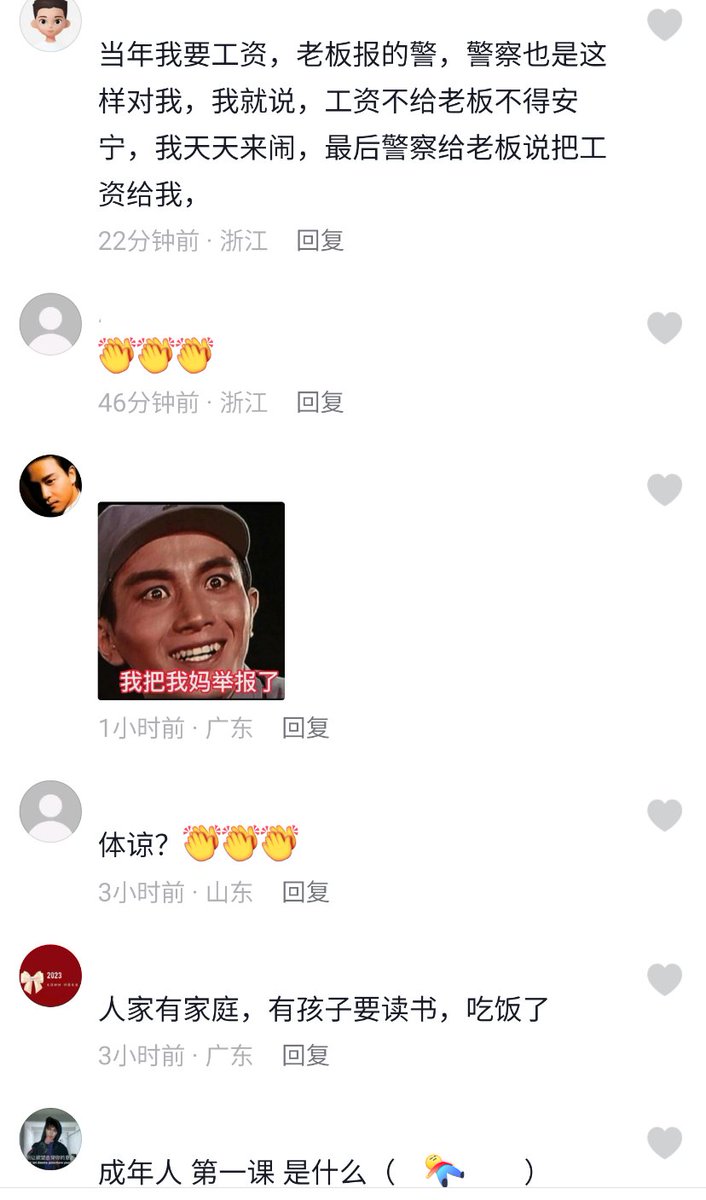 当年我要工资，老板报的警，警察也是这
样对我，我就说，工资不给老板不得安
宁，我天天来闹，最后警察给老板说把工
资给我，
22分钟前 · 浙江 回复
👏👏👏
46分钟前 · 浙江 回复
我把我妈举报了
1小时前 · 广东 回复
体谅？👏👏👏
3小时前 · 山东 回复
2023
人家有家庭，有孩子要读书，吃饭了
3小时前 · 广东 回复
成年人 第一课 是什么（ ）